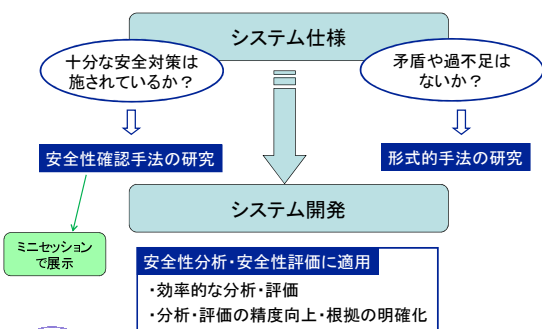 システム仕様
十分な安全対策は
施されているか？
矛盾や過不足は
ないか？
安全性確認手法の研究
形式的手法の研究
システム開発
ミニセッション
で展示
安全性分析・安全性評価に適用
・効率的な分析・評価
・分析・評価の精度向上・根拠の明確化